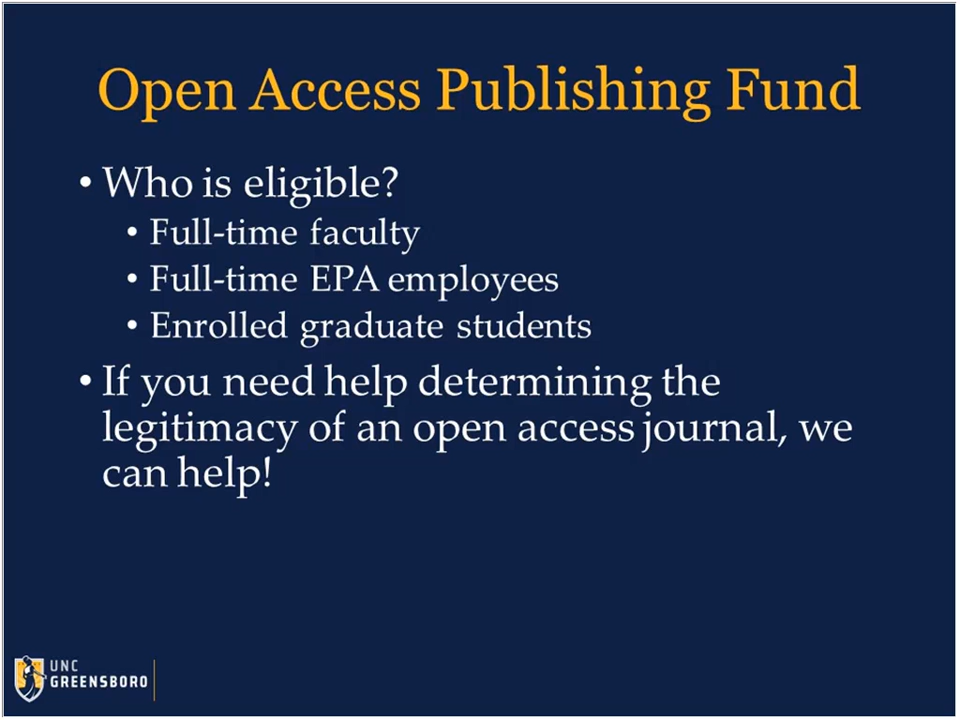 Open Access Publishing Fund
• Who is eligible?
• Full-time faculty
• Full-time EPA employees
• Enrolled graduate students
• If you need help determining the
legitimacy of an open access journal, we
can help!
UNC
GREENSBORO